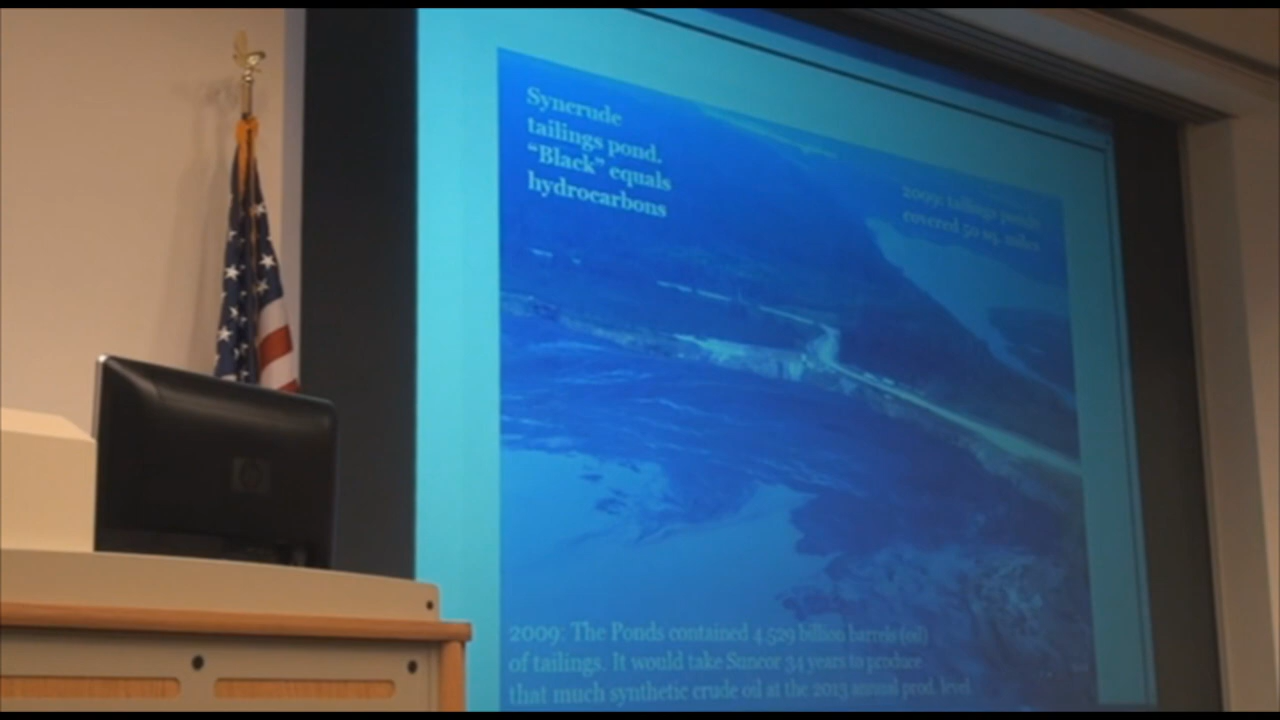 Syncrude
tailings pond.
"Black" equals
hydrocarbons
2009: tailings ponds
covered 50 sq. miles
2009: The Ponds contained 4.529 billion barrels (oil)
of tailings. It would take Suncor 34 years to produce
that much synthetic crude oil at the 2013 annual prod. level
hp